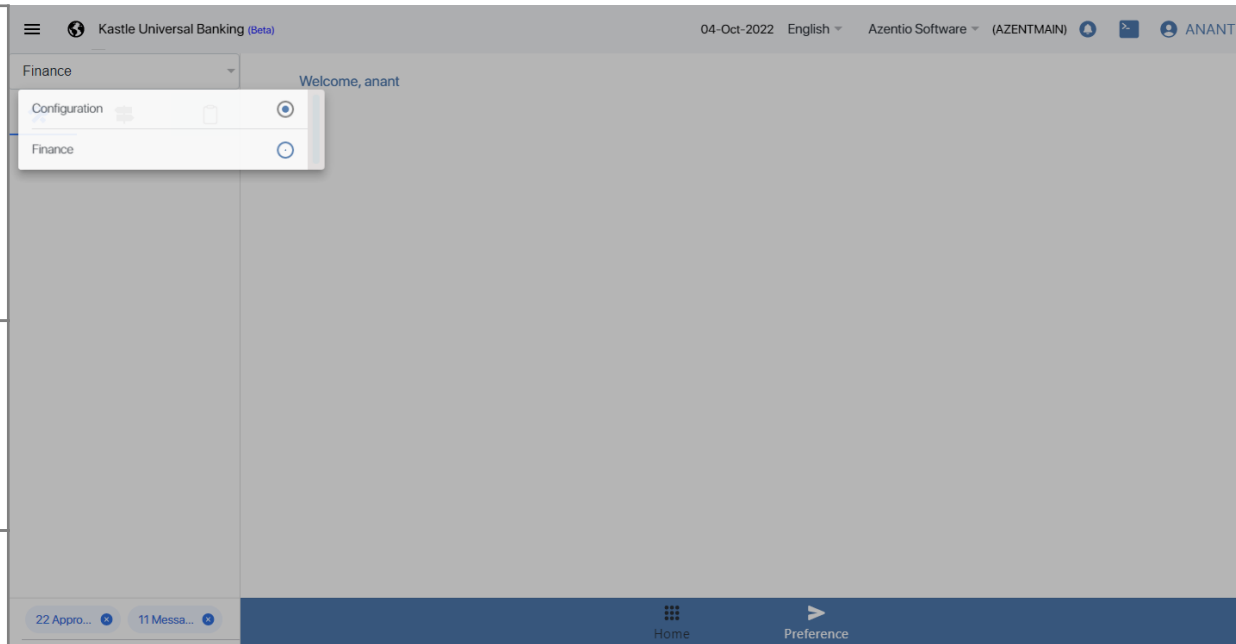 Kastle Universal Banking (Beta) 04-Oct-2022 English Azentio Software (AZENTMAIN) ANANT
Finance
Welcome, anant
Configuration
Finance
22 Appro... 11 Messa...
Home Preference